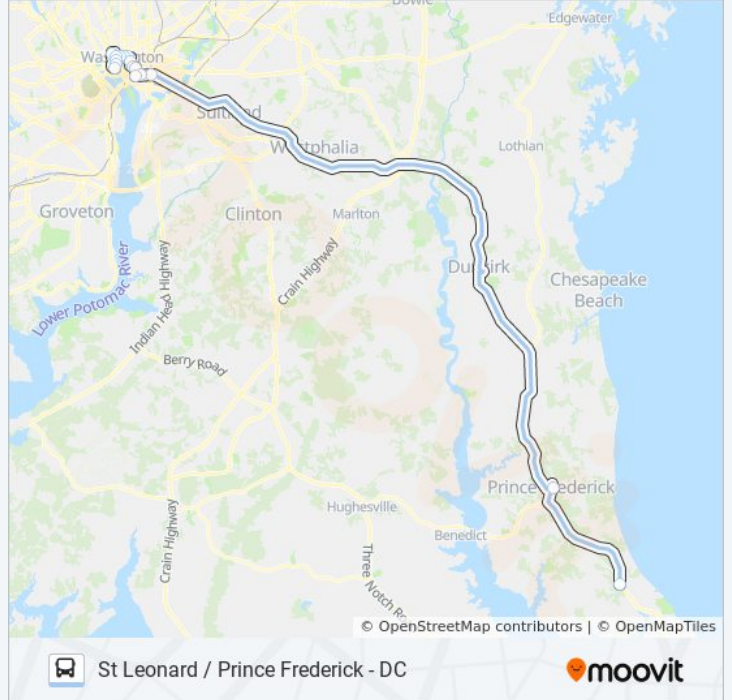 Bowie
Edgewater
Washington
Suitland
Westphalia
Lothian
Groveton
Clinton
Marlton
Crain Highway
Lower Potomac River
Indian Head Highway
Dunkirk
Chesapeake
Beach
Berry Road
Prince Frederick
Hughesville
Crain Highway
Benedict
Three Notch Ro
© OpenStreetMap contributors | © OpenMapTiles
St Leonard / Prince Frederick - DC
moovit